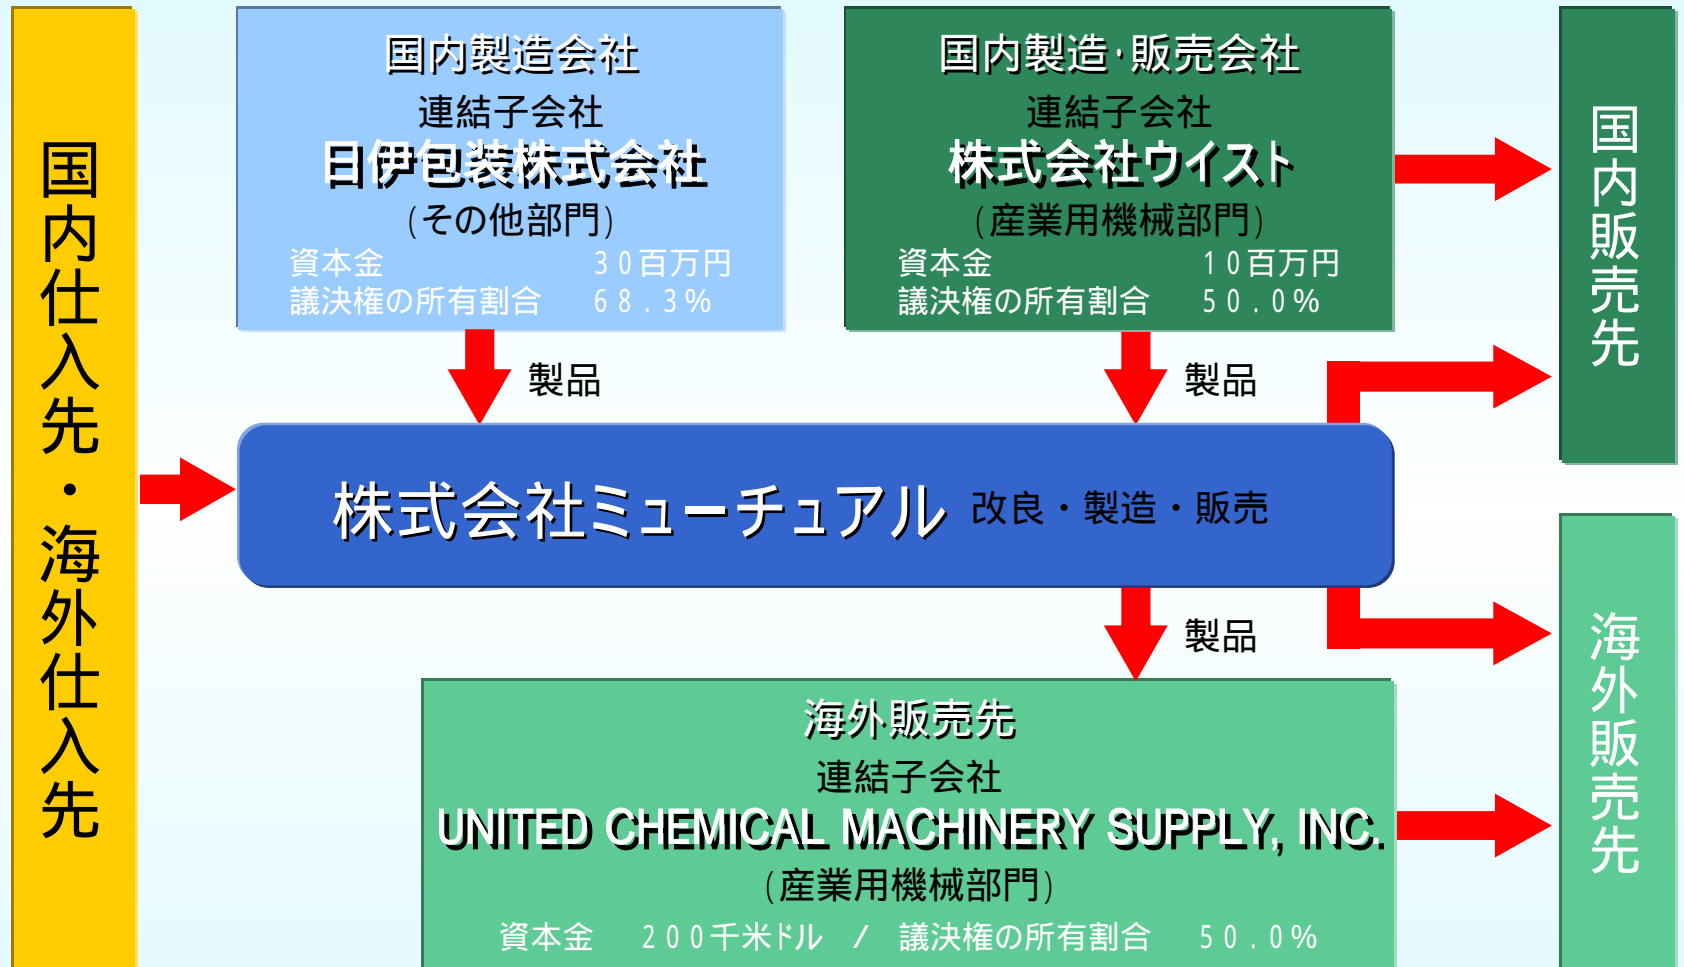 国内仕入先・海外仕入先
国内製造会社
連結子会社
日伊包装株式会社
(その他部門)
資本金 30百万円
議決権の所有割合 68.3%
国内製造・販売会社
連結子会社
株式会社ウイスト
(産業用機械部門)
資本金 10百万円
議決権の所有割合 50.0%
国内販売先
製品
製品
株式会社ミューチュアル 改良・製造・販売
製品
海外販売先
海外販売先
連結子会社
UNITED CHEMICAL MACHINERY SUPPLY, INC.
(産業用機械部門)
資本金 200千米ドル / 議決権の所有割合 50.0%